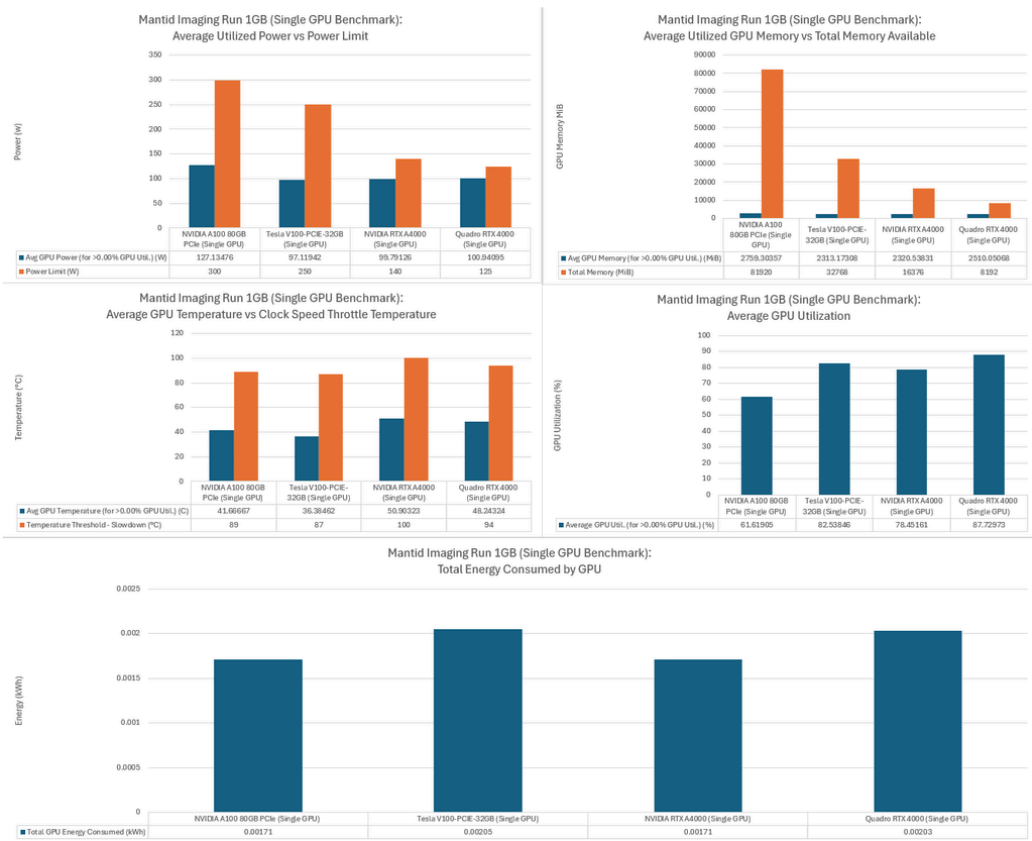 Mantid Imaging Run 1GB (Single GPU Benchmark):
Average Utilized Power vs Power Limit
350
300
250
200
150
100
50
0
Power (w)
NVIDIA A100 80GB PCIe (Single GPU)
Tesla V100-PCIE-32GB (Single GPU)
NVIDIA RTX A4000 (Single GPU)
Quadro RTX 4000 (Single GPU)
Avg GPU Power (for >0.00% GPU Util.) (W) 127.13476 97.11942 99.79126 100.94095
Power Limit (W) 300 250 140 125
Mantid Imaging Run 1GB (Single GPU Benchmark):
Average Utilized GPU Memory vs Total Memory Available
90000
80000
70000
60000
50000
40000
30000
20000
10000
0
GPU Memory MiB
NVIDIA A100 80GB PCIe (Single GPU)
Tesla V100-PCIE-32GB (Single GPU)
NVIDIA RTX A4000 (Single GPU)
Quadro RTX 4000 (Single GPU)
Avg GPU Memory (for >0.00% GPU Util.) (MiB) 2759.30357 2313.17308 2320.53831 2510.05068
Total Memory (MiB) 81920 32768 16376 8192
Mantid Imaging Run 1GB (Single GPU Benchmark):
Average GPU Temperature vs Clock Speed Throttle Temperature
120
100
80
60
40
20
0
Temperature (°C)
NVIDIA A100 80GB PCIe (Single GPU)
Tesla V100-PCIE-32GB (Single GPU)
NVIDIA RTX A4000 (Single GPU)
Quadro RTX 4000 (Single GPU)
Avg GPU Temperature (for >0.00% GPU Util.) (C) 41.66667 36.38462 50.90323 48.24324
Temperature Threshold - Slowdown (°C) 89 87 100 94
Mantid Imaging Run 1GB (Single GPU Benchmark):
Average GPU Utilization
100
90
80
70
60
50
40
30
20
10
0
GPU Utilization (%)
NVIDIA A100 80GB PCIe (Single GPU)
Tesla V100-PCIE-32GB (Single GPU)
NVIDIA RTX A4000 (Single GPU)
Quadro RTX 4000 (Single GPU)
Average GPU Util. (for >0.00% GPU Util.) (%) 61.61905 82.53846 78.45161 87.72973
Mantid Imaging Run 1GB (Single GPU Benchmark):
Total Energy Consumed by GPU
0.0025
0.002
0.0015
0.001
0.0005
0
Energy (kWh)
NVIDIA A100 80GB PCIe (Single GPU)
Tesla V100-PCIE-32GB (Single GPU)
NVIDIA RTX A4000 (Single GPU)
Quadro RTX 4000 (Single GPU)
Total GPU Energy Consumed (kWh) 0.00171 0.00205 0.00171 0.00203